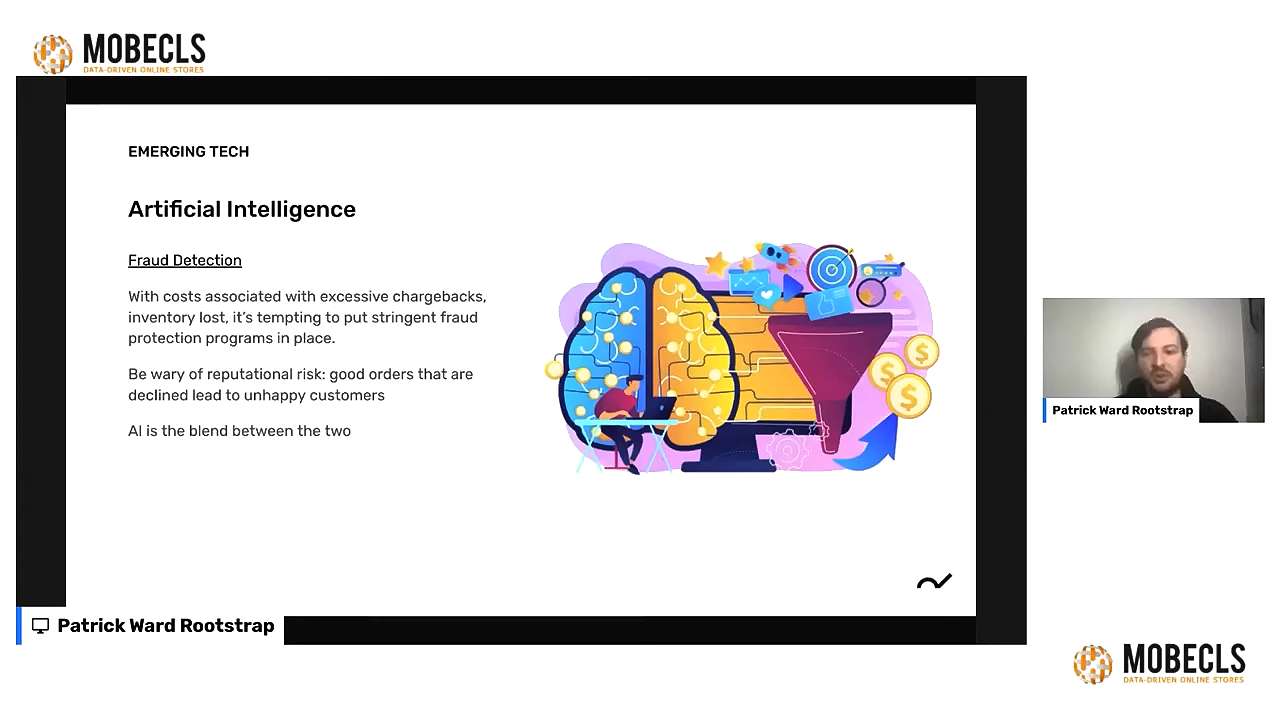 MOBECLS
DATA-DRIVEN ONLINE STORES
EMERGING TECH
Artificial Intelligence
Fraud Detection
With costs associated with excessive chargebacks,
inventory lost, it's tempting to put stringent fraud
protection programs in place.
Be wary of reputational risk: good orders that are
declined lead to unhappy customers
AI is the blend between the two
$
$
$
Patrick Ward Rootstrap
Patrick Ward Rootstrap
MOBECLS
DATA-DRIVEN ONLINE STORES